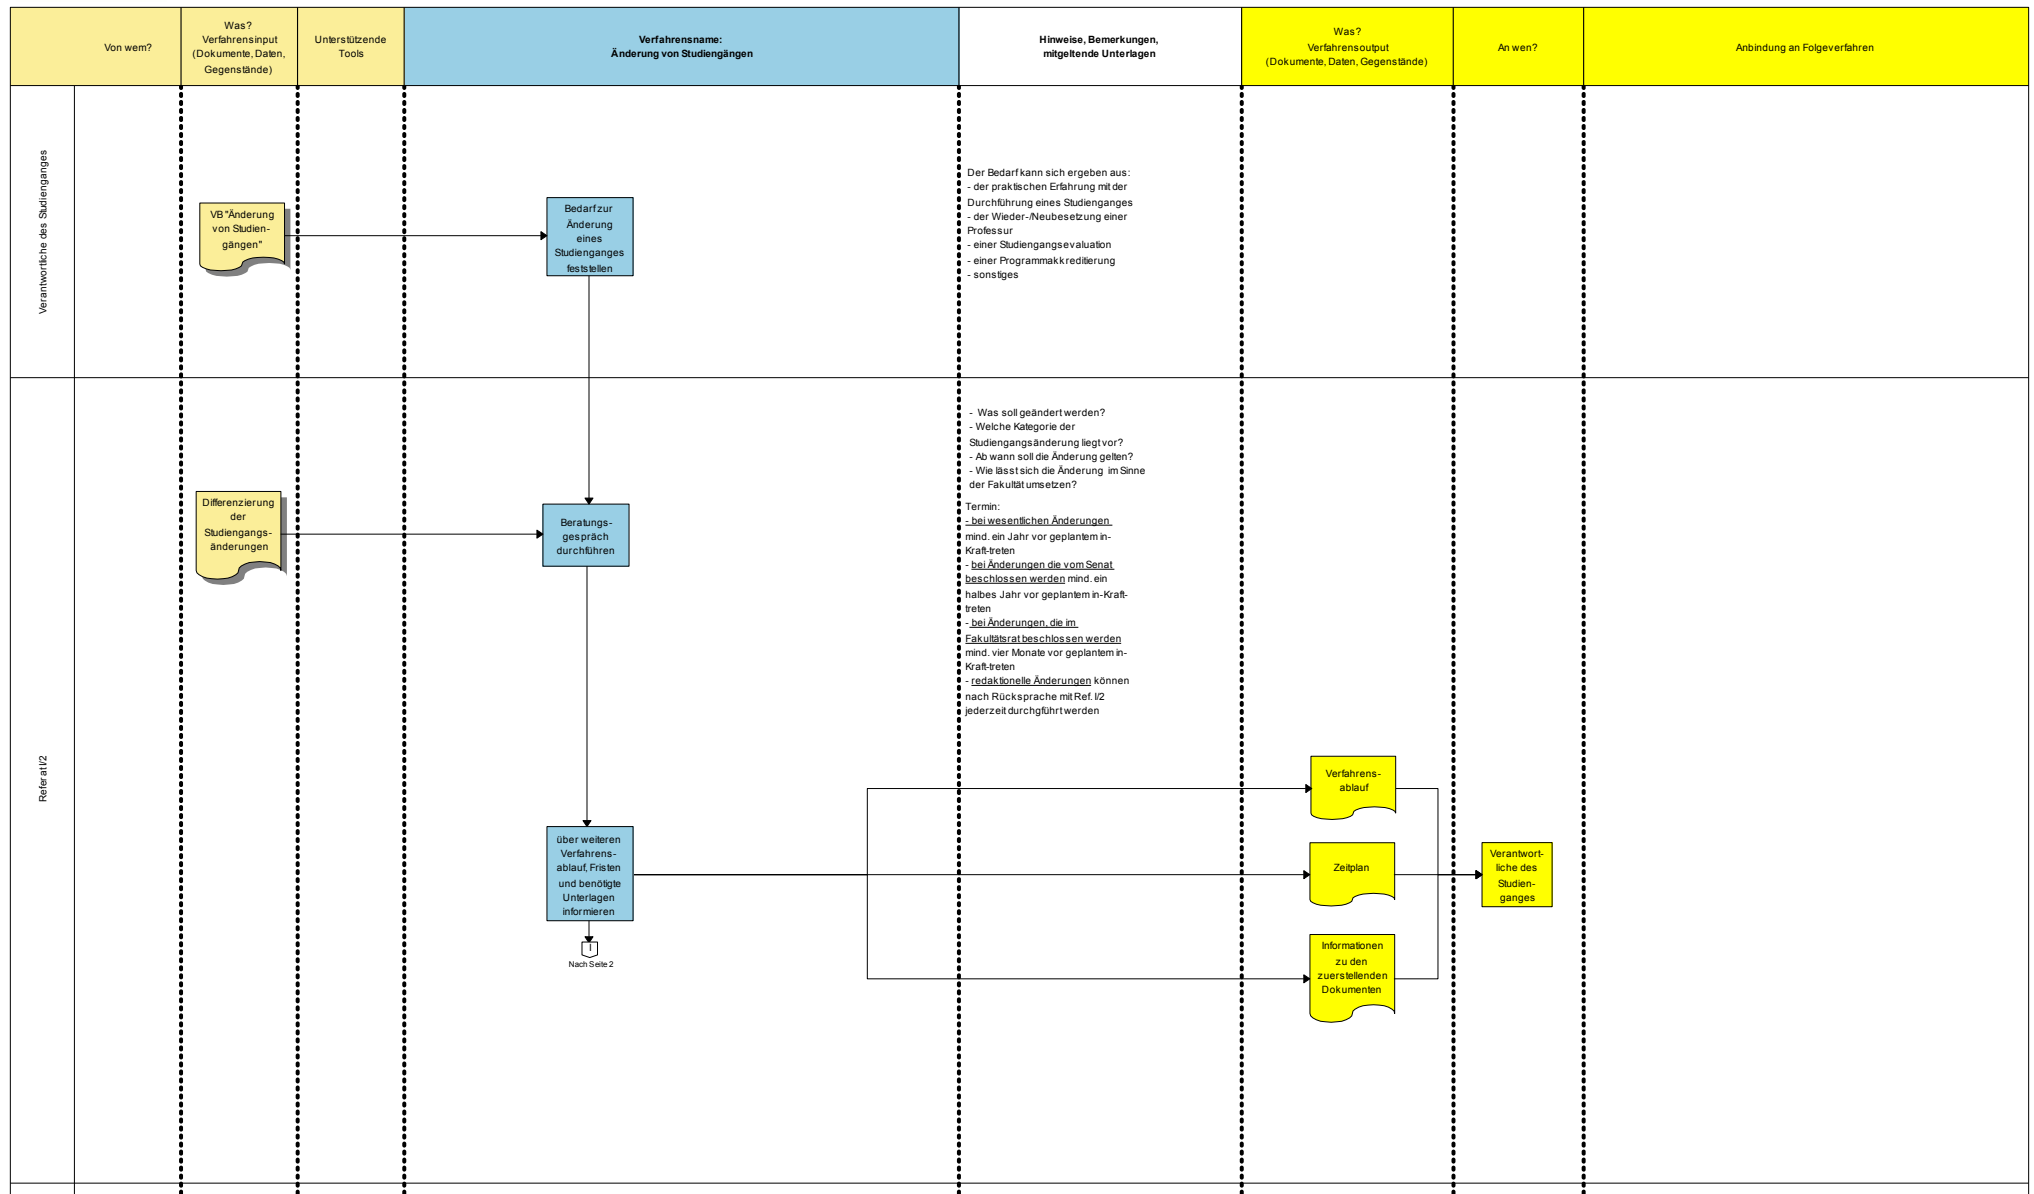 Von wem?
Was?
Verfahrensinput
(Dokumente, Daten,
Gegenstände)
Unterstützende
Tools
Verfahrensname:
Änderung von Studiengängen
Hinweise, Bemerkungen,
mitgeltende Unterlagen
Was?
Verfahrensoutput
(Dokumente, Daten, Gegenstände)
An wen?
Anbindung an Folgeverfahren
Verantwortliche des Studienganges
VB "Änderung
von Studien-
gängen"
Bedarf zur
Änderung
eines
Studienganges
feststellen
Der Bedarf kann sich ergeben aus:
- der praktischen Erfahrung mit der
Durchführung eines Studienganges
- der Wieder-/Neubesetzung einer
Professur
- einer Studiengangsevaluation
- einer Programmakkreditierung
- sonstiges
Referat I/2
Differenzierung
der
Studiengangs-
änderungen
Beratungs-
gespräch
durchführen
- Was soll geändert werden?
- Welche Kategorie der
Studiengangsänderung liegt vor?
- Ab wann soll die Änderung gelten?
- Wie lässt sich die Änderung im Sinne
der Fakultät umsetzen?
Termin:
- bei wesentlichen Änderungen
mind. ein Jahr vor geplantem in-
Kraft-treten
- bei Änderungen die vom Senat
beschlossen werden mind. ein
halbes Jahr vor geplantem in-Kraft-
treten
- bei Änderungen, die im
Fakultätsrat beschlossen werden
mind. vier Monate vor geplantem in-
Kraft-treten
- redaktionelle Änderungen können
nach Rücksprache mit Ref. I/2
jederzeit durchgführt werden
über weiteren
Verfahrens-
ablauf, Fristen
und benötigte
Unterlagen
informieren
I
Nach Seite 2
Verfahrens-
ablauf
Zeitplan
Informationen
zu den
zuerstellenden
Dokumenten
Verantwort-
liche des
Studien-
ganges